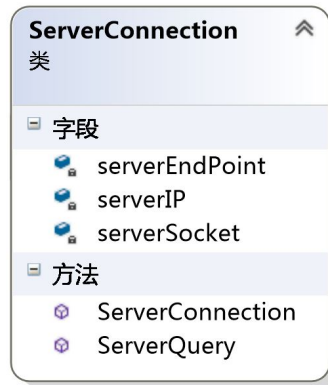 ServerConnection
类
字段
serverEndPoint
serverIP
serverSocket
方法
ServerConnection
ServerQuery